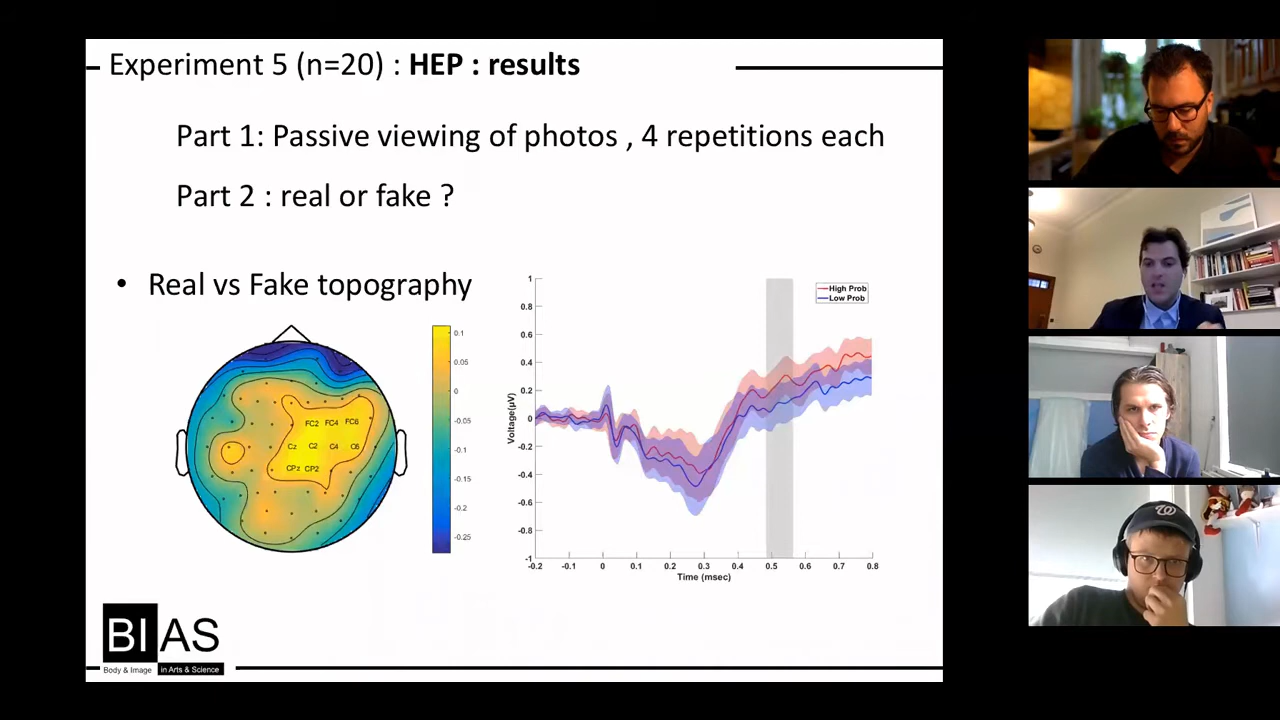 Experiment 5 (n=20) : HEP : results
Part 1: Passive viewing of photos , 4 repetitions each
Part 2 : real or fake ?
• Real vs Fake topography
FC2 FC4 FC6
Cz C2 C4 C6
CPz CP2
0.1
0.05
0
-0.05
-0.1
-0.15
-0.2
-0.25
High Prob
Low Prob
Voltage(μV)
1
0.8
0.6
0.4
0.2
0
-0.2
-0.4
-0.6
-0.8
-1
-0.2 -0.1 0 0.1 0.2 0.3 0.4 0.5 0.6 0.7 0.8
Time (msec)
BIAS
Body & Image in Arts & Science
W